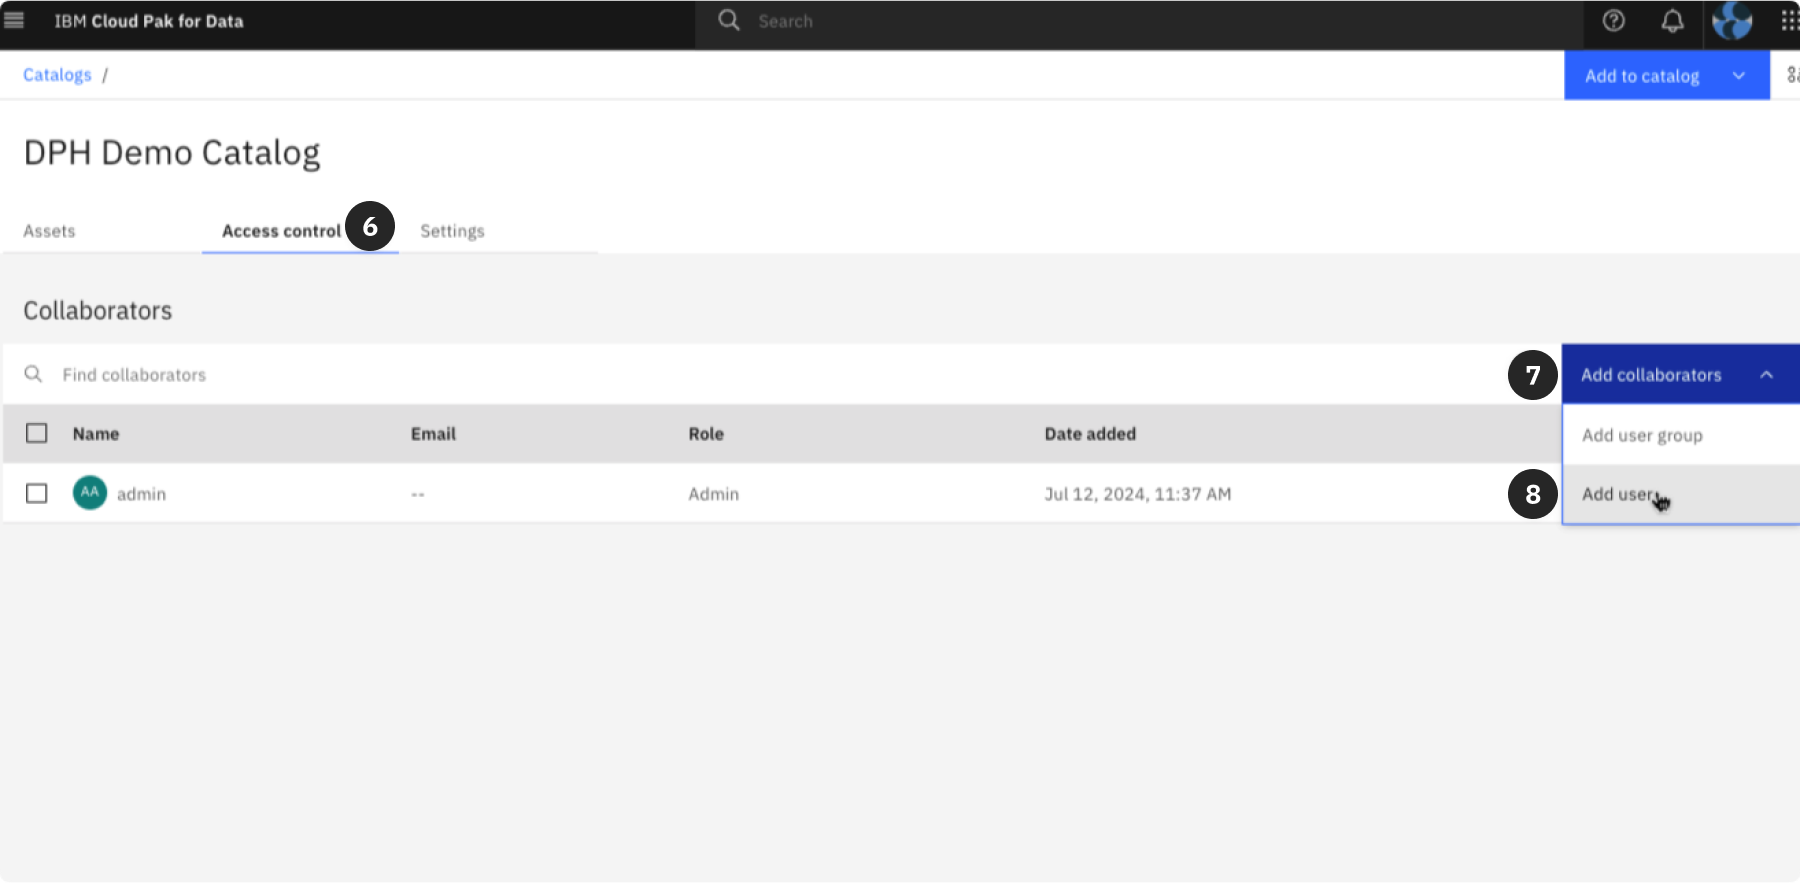 IBM Cloud Pak for Data
Search
Catalogs /
Add to catalog
DPH Demo Catalog
Assets
Access control
6
Settings
Collaborators
Find collaborators
7
Add collaborators
Name Email Role Date added
Add user group
AA
admin -- Admin Jul 12, 2024, 11:37 AM
8
Add user